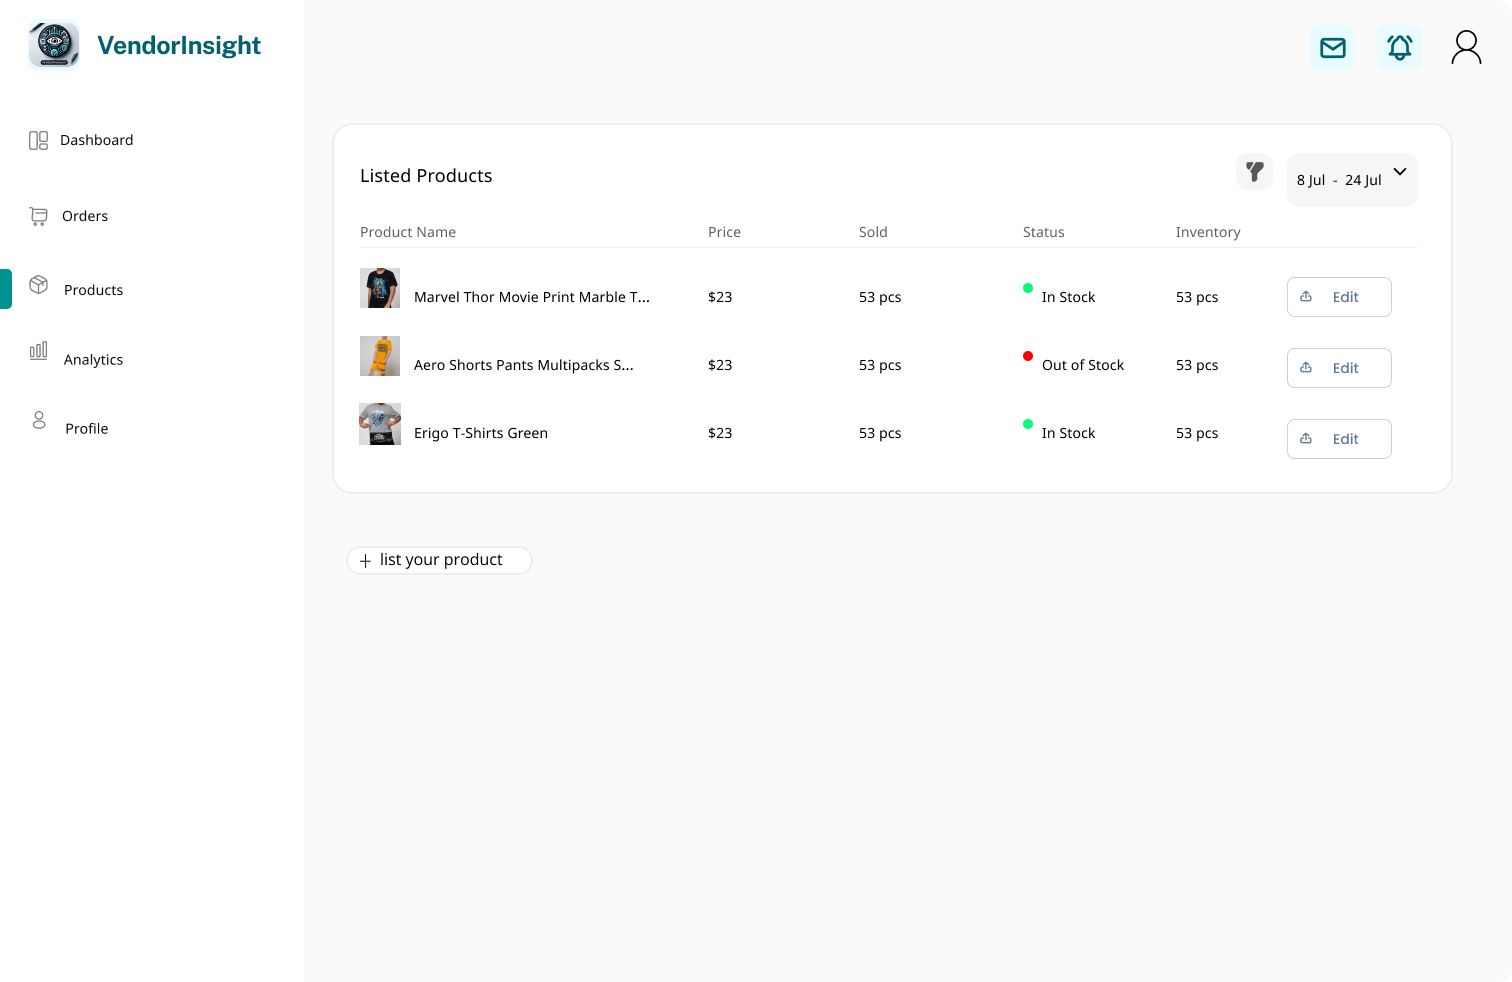 VendorInsight
Dashboard
Orders
Products
Analytics
Profile
Listed Products
8 Jul - 24 Jul
Product Name Price Sold Status Inventory
Marvel Thor Movie Print Marble T... $23 53 pcs In Stock 53 pcs Edit
Aero Shorts Pants Multipacks S... $23 53 pcs Out of Stock 53 pcs Edit
Erigo T-Shirts Green $23 53 pcs In Stock 53 pcs Edit
+ list your product